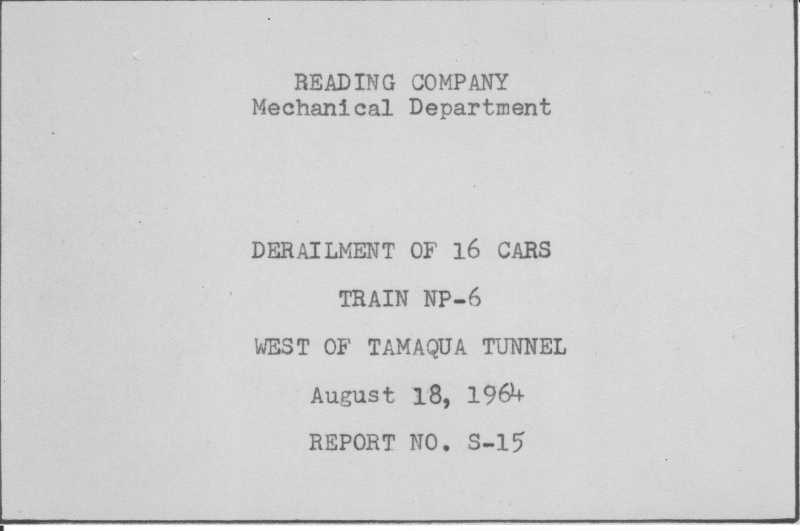 READING COMPANY
Mechanical Department
DERAILMENT OF 16 CARS
TRAIN NP-6
WEST OF TAMAQUA TUNNEL
August 18, 1964
REPORT NO. S-15